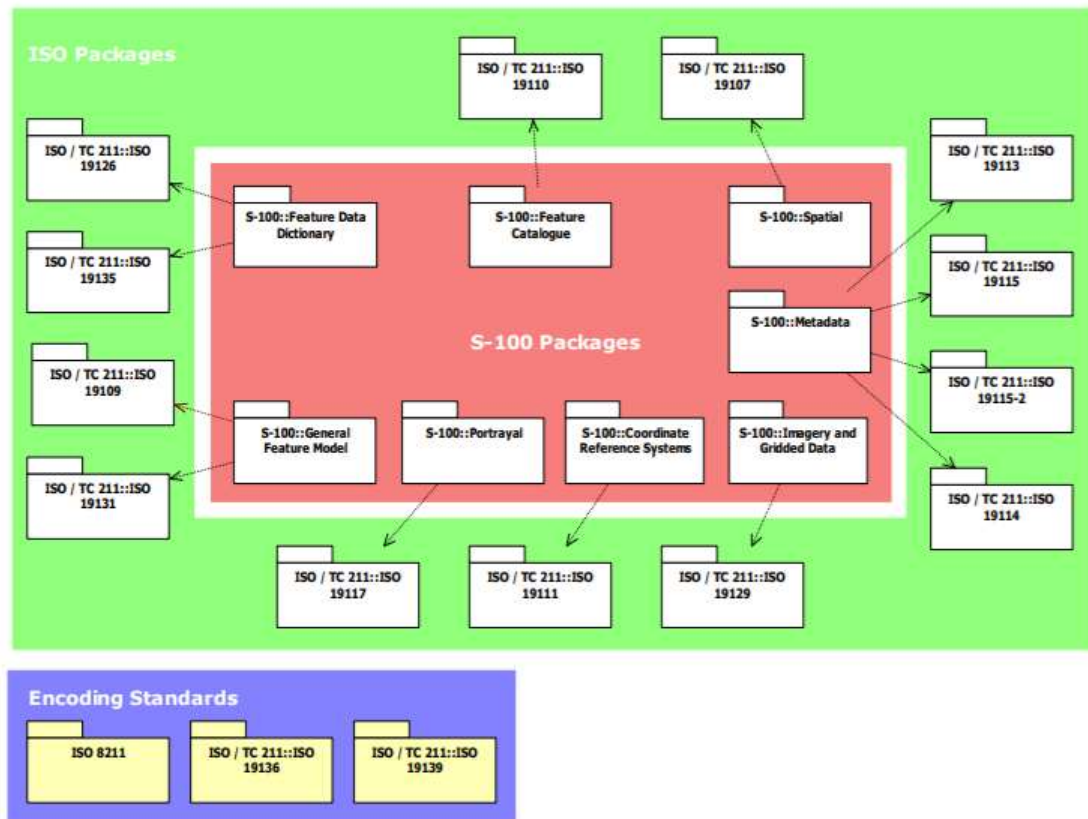 ISO Packages
ISO / TC 211::ISO
19110
ISO / TC 211::ISO
19107
ISO / TC 211::ISO
19126
ISO / TC 211::ISO
19113
S-100::Feature Data
Dictionary
S-100::Feature
Catalogue
S-100::Spatial
ISO / TC 211::ISO
19135
ISO / TC 211::ISO
19115
S-100::Metadata
S-100 Packages
ISO / TC 211::ISO
19109
ISO / TC 211::ISO
19115-2
S-100::General
Feature Model
S-100::Portrayal
S-100::Coordinate
Reference Systems
S-100::Imagery and
Gridded Data
ISO / TC 211::ISO
19131
ISO / TC 211::ISO
19114
ISO / TC 211::ISO
19117
ISO / TC 211::ISO
19111
ISO / TC 211::ISO
19129
Encoding Standards
ISO 8211
ISO / TC 211::ISO
19136
ISO / TC 211::ISO
19139